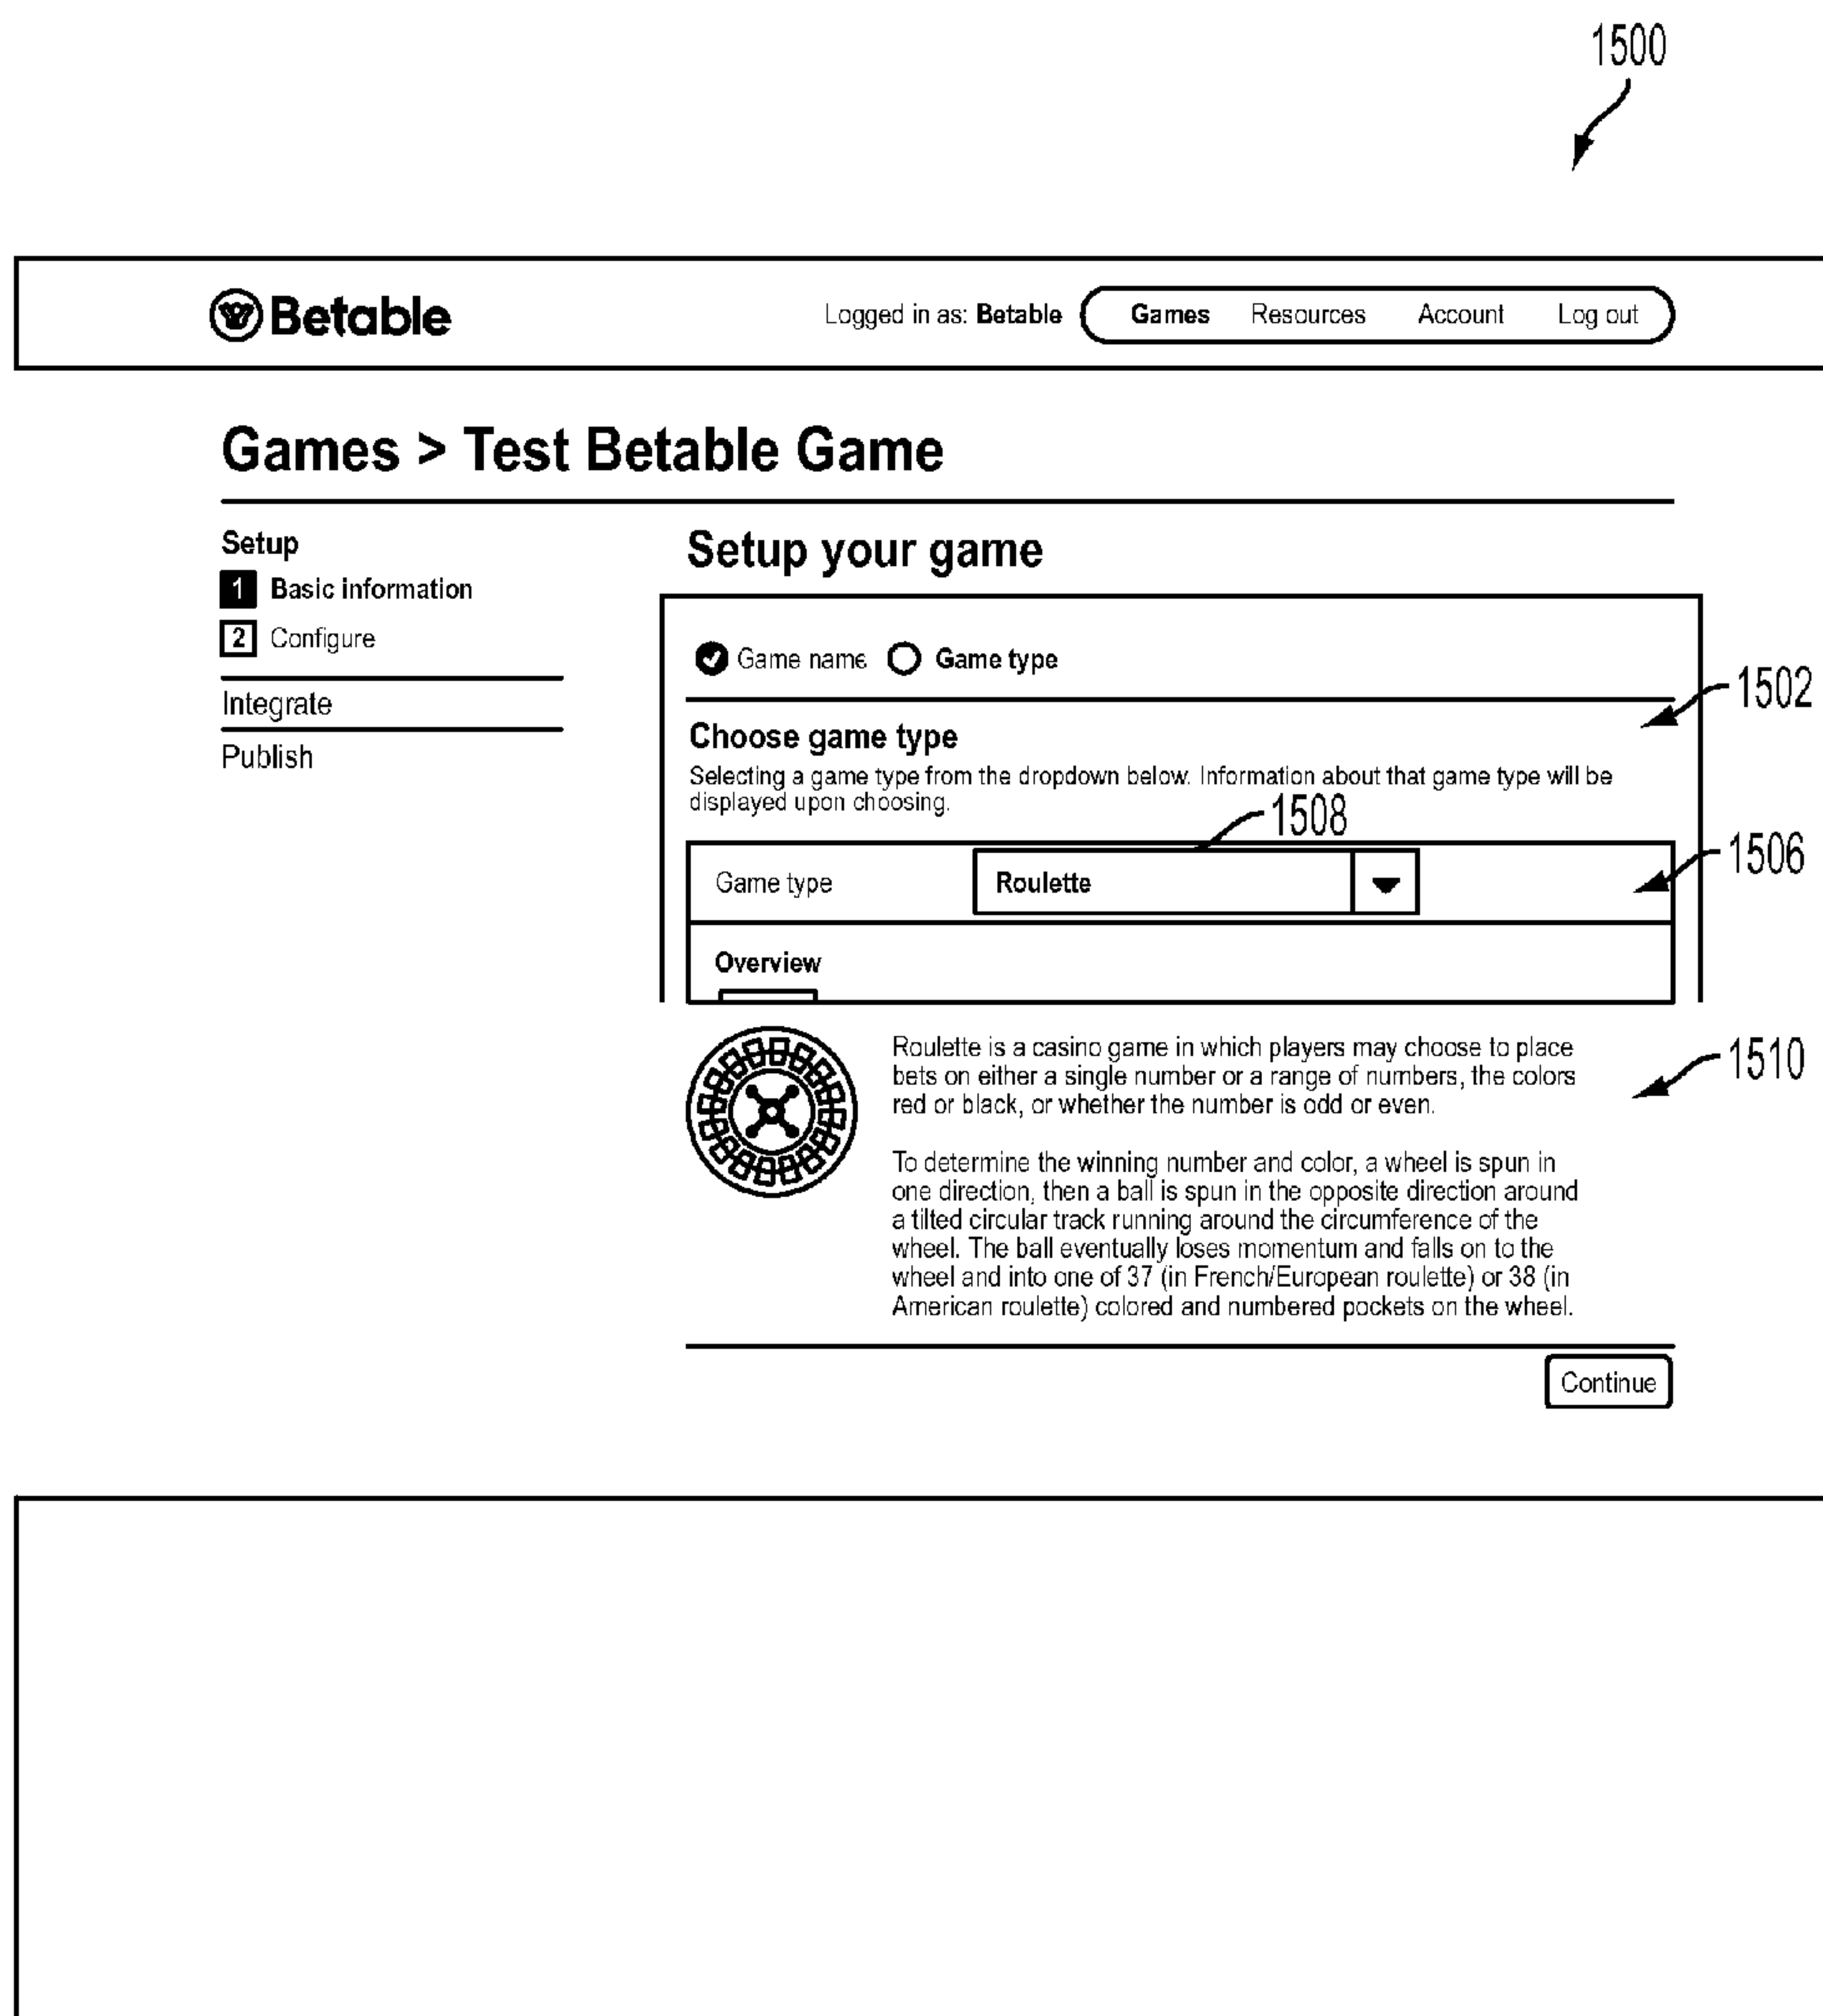 1500
Betable
Logged in as: Betable Games Resources Account Log out
Games > Test Betable Game
Setup
1 Basic information
2 Configure
Integrate
Publish
Setup your game
Game name Game type
1502
Choose game type
Selecting a game type from the dropdown below. Information about that game type will be
displayed upon choosing.
1508
1506
Game type Roulette
Overview
Roulette is a casino game in which players may choose to place
bets on either a single number or a range of numbers, the colors
red or black, or whether the number is odd or even.
1510
To determine the winning number and color, a wheel is spun in
one direction, then a ball is spun in the opposite direction around
a tilted circular track running around the circumference of the
wheel. The ball eventually loses momentum and falls on to the
wheel and into one of 37 (in French/European roulette) or 38 (in
American roulette) colored and numbered pockets on the wheel.
Continue